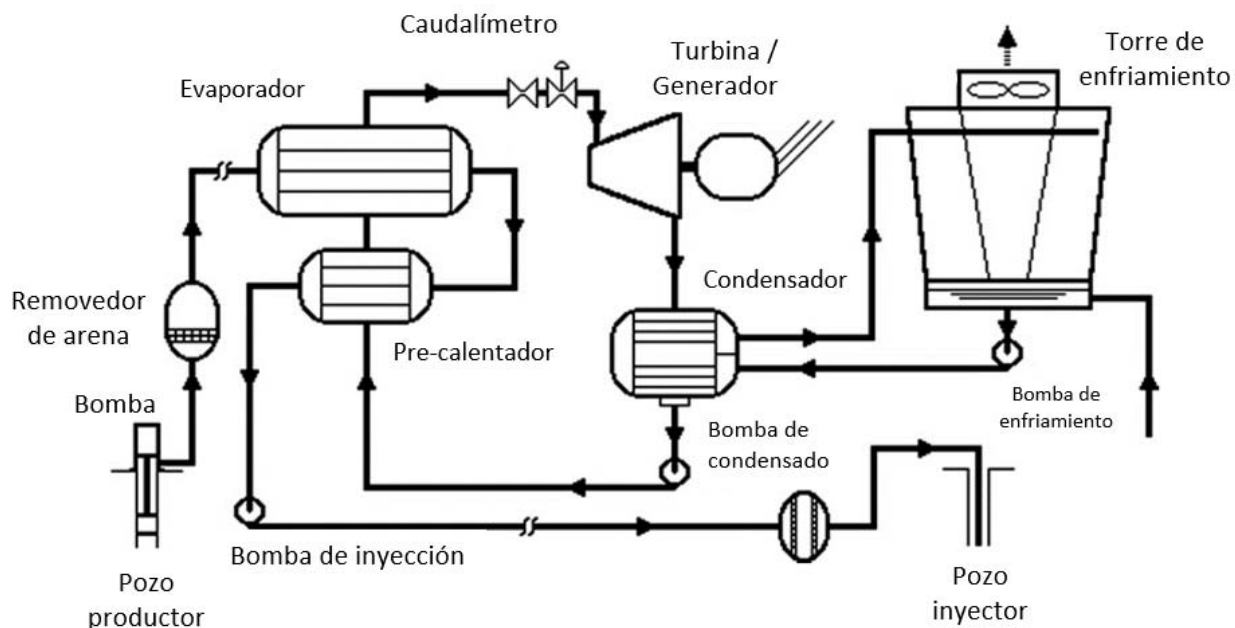 Caudalímetro
Turbina /
Generador
Torre de
enfriamiento
Evaporador
Removedor
de arena
Condensador
Pre-calentador
Bomba
Bomba de
enfriamiento
Bomba de
condensado
Bomba de inyección
Pozo
productor
Pozo
inyector